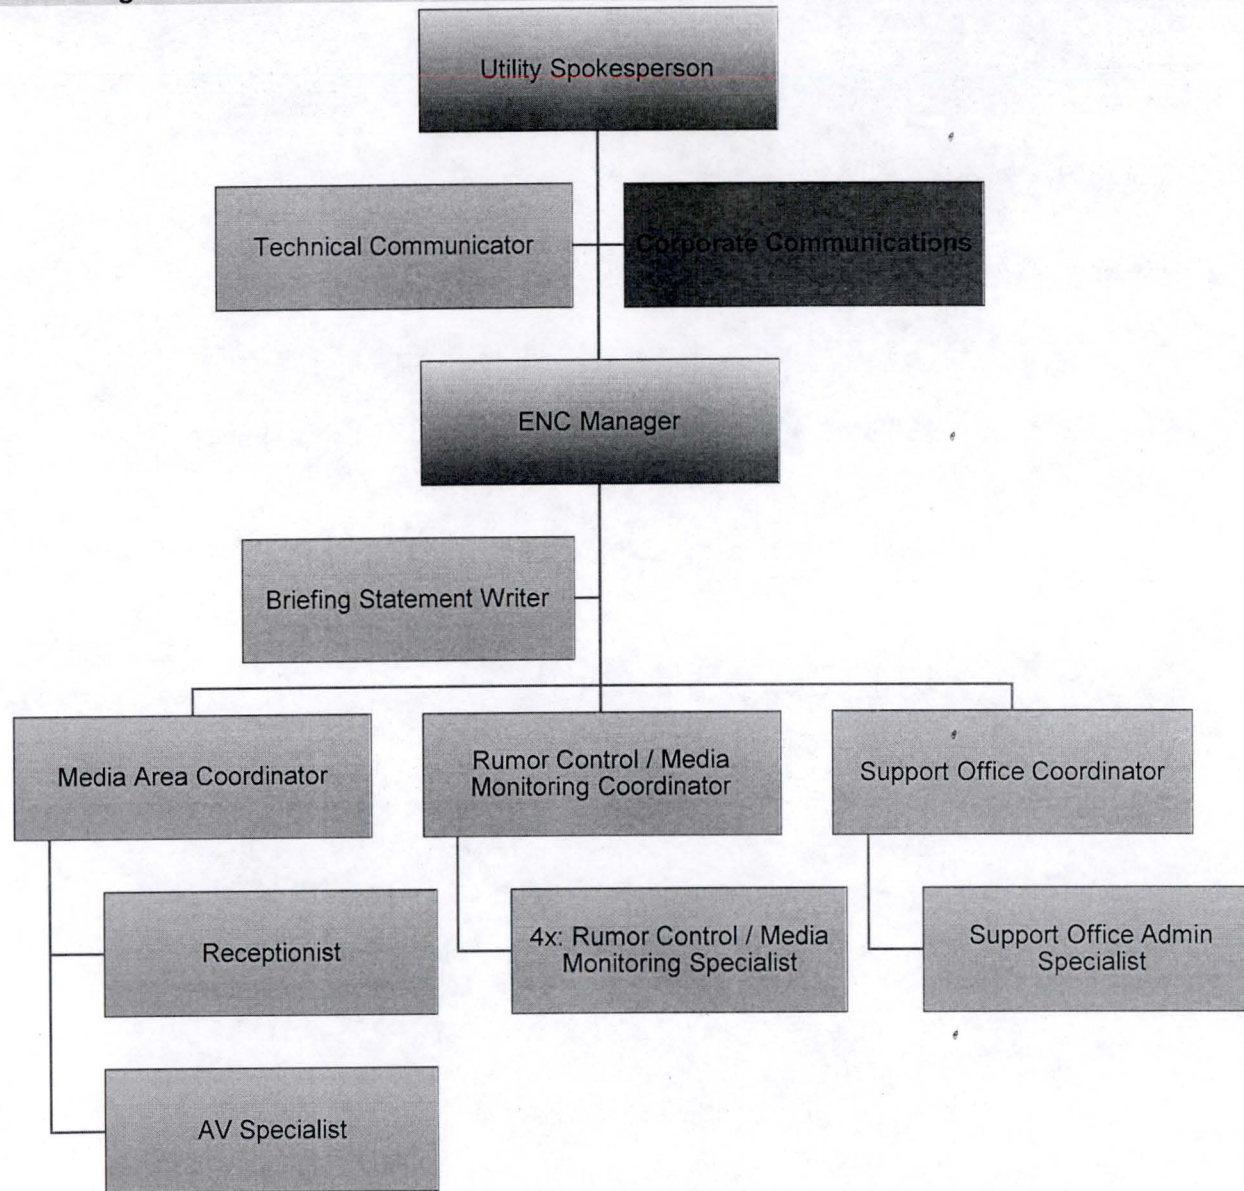 Utility Spokesperson
Technical Communicator
Corporate Communications
ENC Manager
Briefing Statement Writer
Media Area Coordinator
Rumor Control / Media
Monitoring Coordinator
Support Office Coordinator
Receptionist
4x: Rumor Control / Media
Monitoring Specialist
Support Office Admin
Specialist
AV Specialist